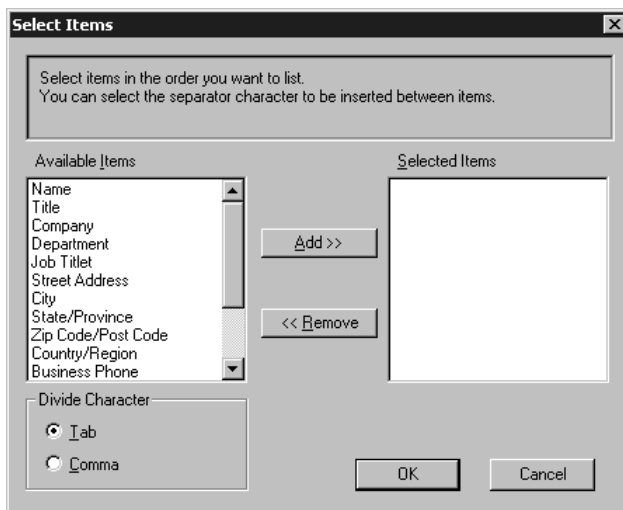 Select Items
Select items in the order you want to list.
You can select the separator character to be inserted between items.
Available Items
Selected Items
Name
Title
Company
Department
Job Titlet
Street Address
City
State/Province
Zip Code/Post Code
Country/Region
Business Phone
Add >>
<< Remove
Divide Character
Tab
Comma
OK
Cancel